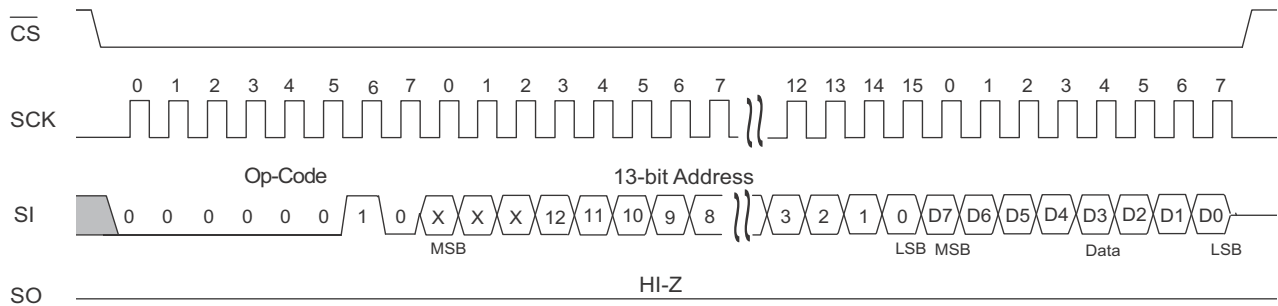 CS
0 1 2 3 4 5 6 7 0 1 2 3 4 5 6 7 12 13 14 15 0 1 2 3 4 5 6 7
SCK
Op-Code 13-bit Address
SI 0 0 0 0 0 0 1 0 X X X 12 11 10 9 8 3 2 1 0 D7 D6 D5 D4 D3 D2 D1 D0
MSB LSB MSB Data LSB
HI-Z
SO